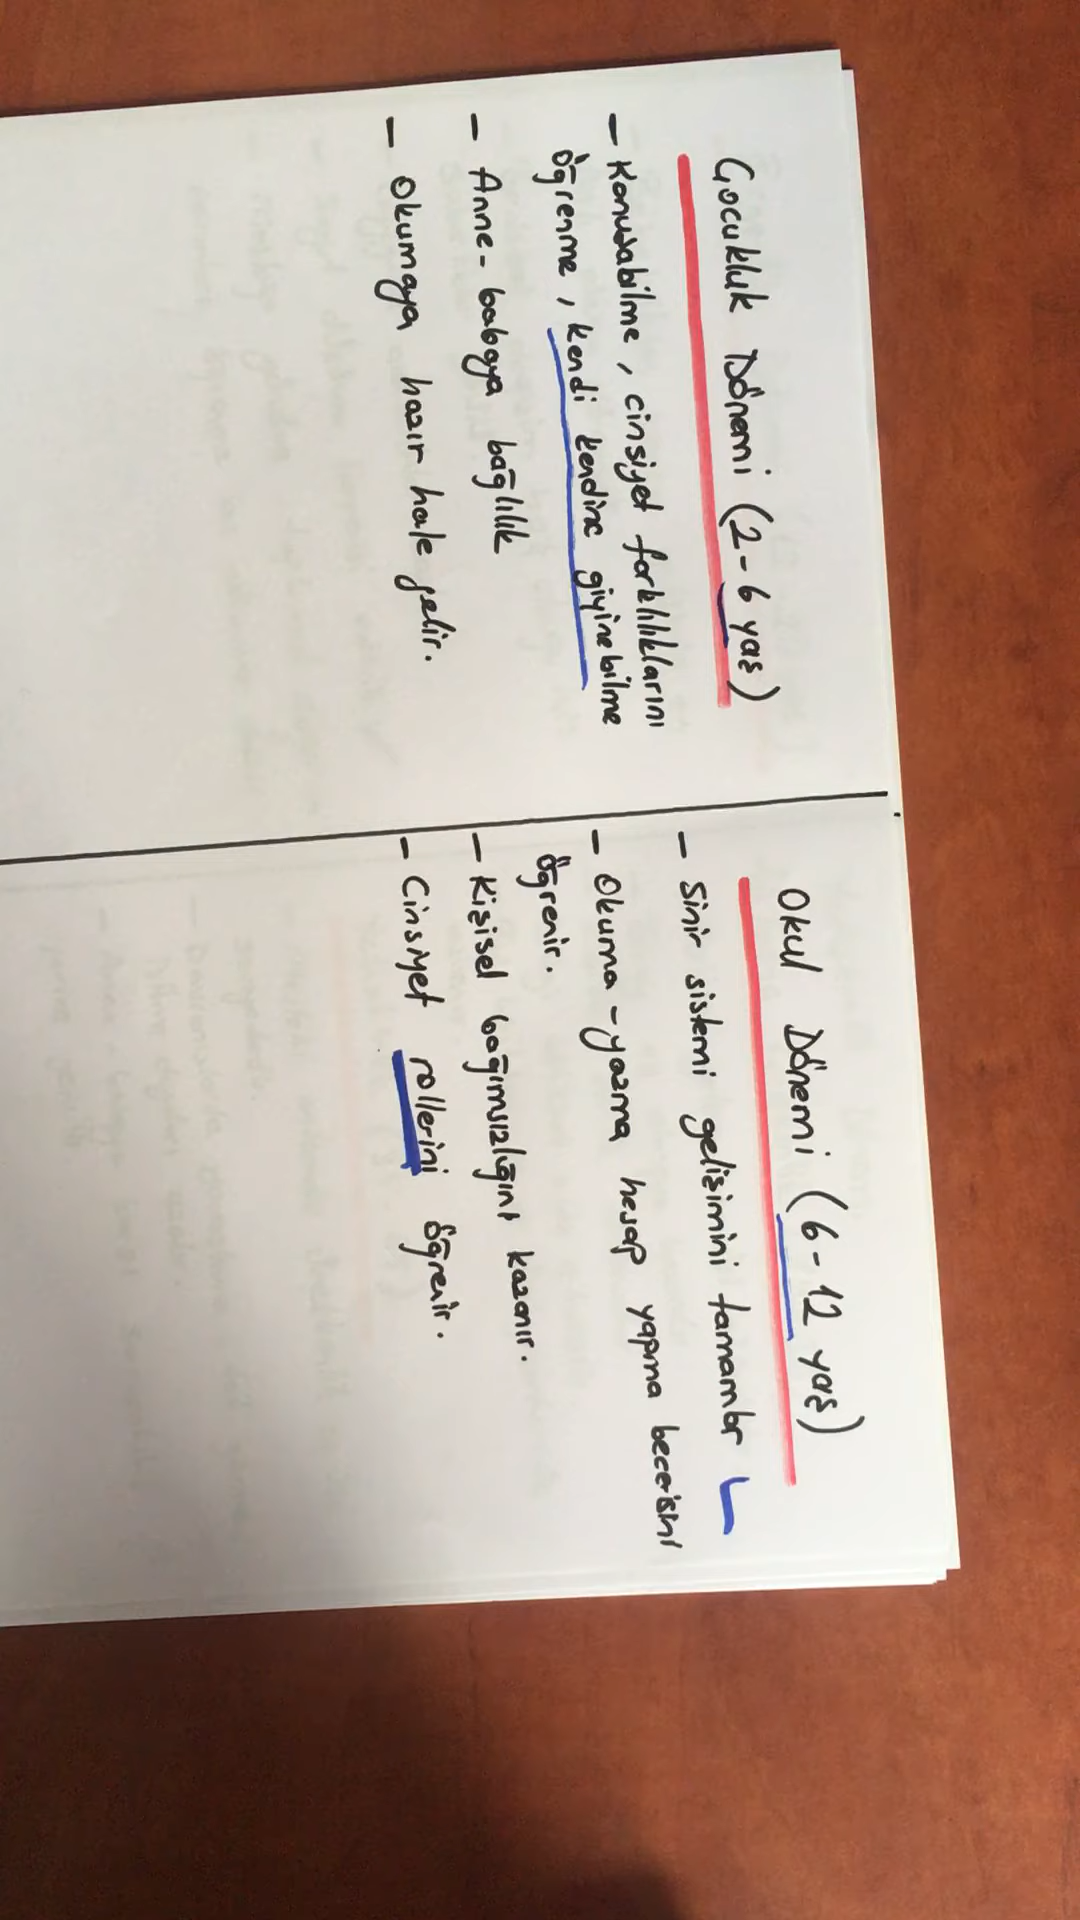 Çocukluk Dönemi (2-6 yaş)
- Konuşabilme, cinsiyet farklılıklarını
öğrenme, kendi kendine giyinebilme
- Anne-babaya bağlılık
- Okumaya hazır hale gelir.
Okul Dönemi (6-12 yaş)
- Sinir sistemi gelişimini tamamlar
- Okuma-yazma hesap yapma becerisini
öğrenir.
- Kişisel bağımsızlığını kazanır.
- Cinsiyet rollerini öğrenir.